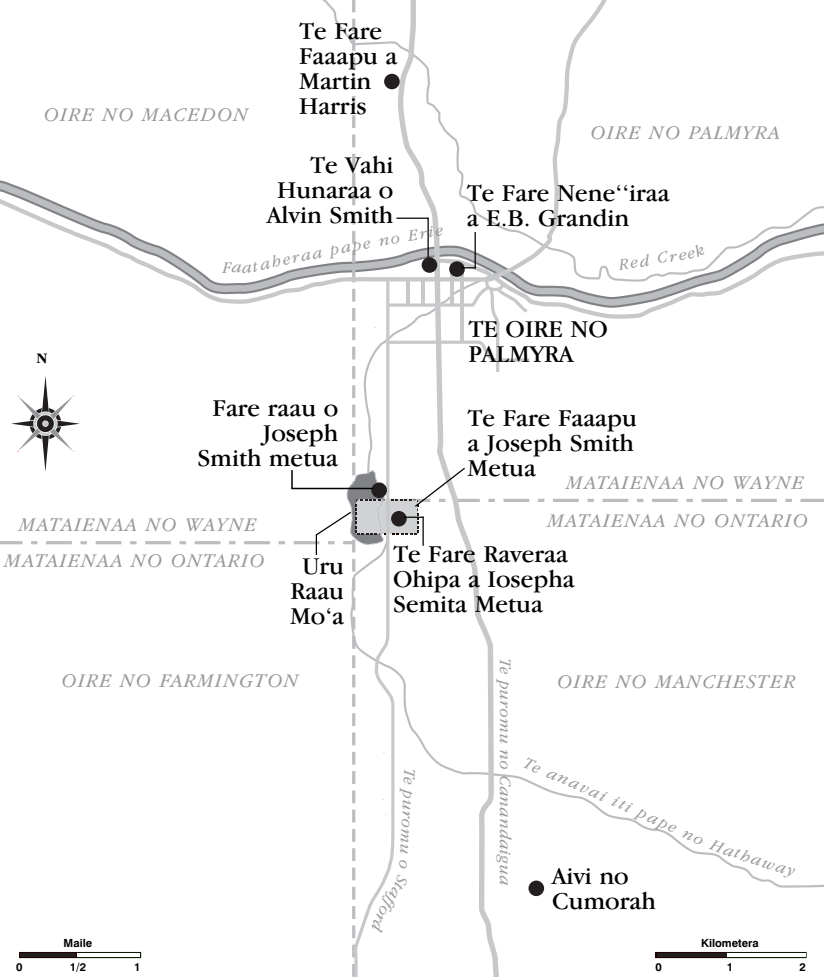 Te Fare
Faaapu a
Martin
Harris
OIRE NO MACEDON
OIRE NO PALMYRA
Te Vahi
Hunaraa o
Alvin Smith
Te Fare Nene‘‘iraa
a E.B. Grandin
Faataheraa pape no Erie
Red Creek
TE OIRE NO
PALMYRA
N
Fare raau o
Joseph
Smith metua
Te Fare Faaapu
a Joseph Smith
Metua
MATAIENAA NO WAYNE
MATAIENAA NO ONTARIO
MATAIENAA NO WAYNE
MATAIENAA NO ONTARIO
Uru
Raau
Mo‘a
Te Fare Raveraa
Ohipa a Iosepha
Semita Metua
OIRE NO FARMINGTON
OIRE NO MANCHESTER
Te puromu no Canandaigua
Te puromu o Stafford
Te anavai iti pape no Hathaway
Aivi no
Cumorah
Maile
0 1/2 1
Kilometera
0 1 2